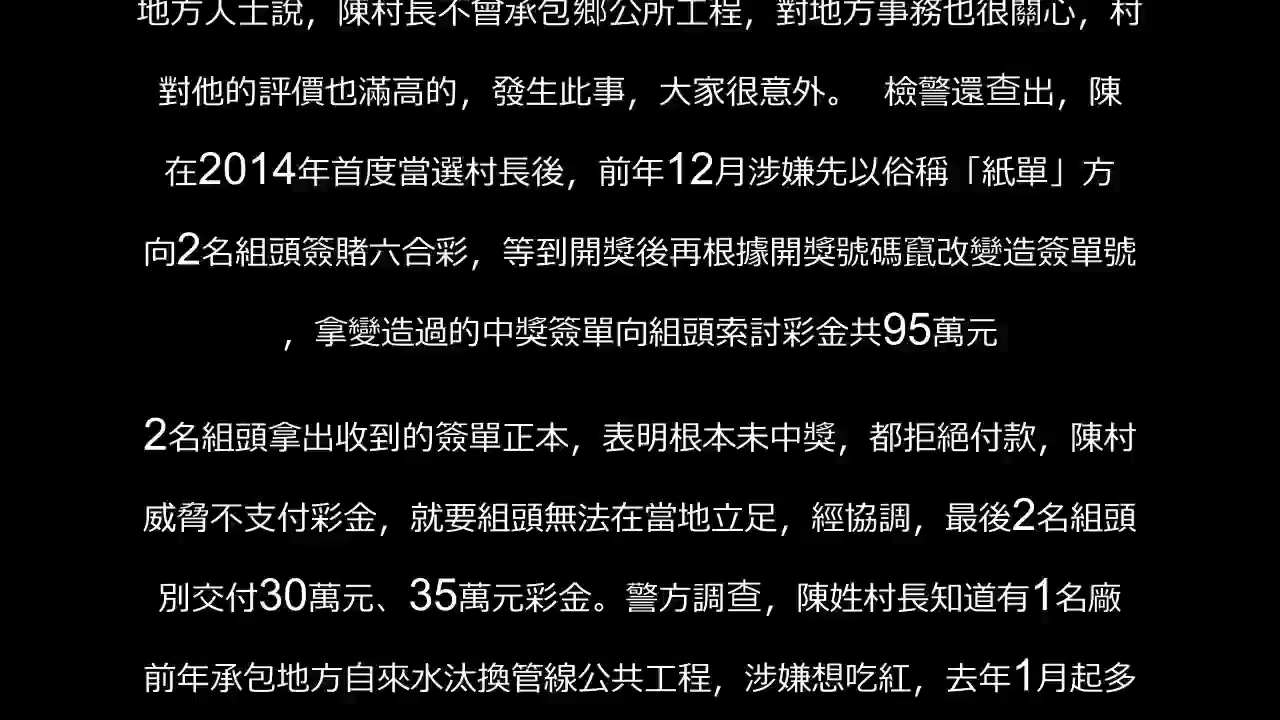 地方人士說，陳村長不會承包鄉公所工程，對地方事務也很關心，村
對他的評價也滿高的，發生此事，大家很意外。 檢警還查出，陳
在2014年首度當選村長後，前年12月涉嫌先以俗稱「紙單」方
向2名組頭簽賭六合彩，等到開獎後再根據開獎號碼竄改變造簽單號
，拿變造過的中獎簽單向組頭索討彩金共95萬元
2名組頭拿出收到的簽單正本，表明根本未中獎，都拒絕付款，陳村
威脅不支付彩金，就要組頭無法在當地立足，經協調，最後2名組頭
別交付30萬元、35萬元彩金。警方調查，陳姓村長知道有1名廠
前年承包地方自來水汰換管線公共工程，涉嫌想吃紅，去年1月起多